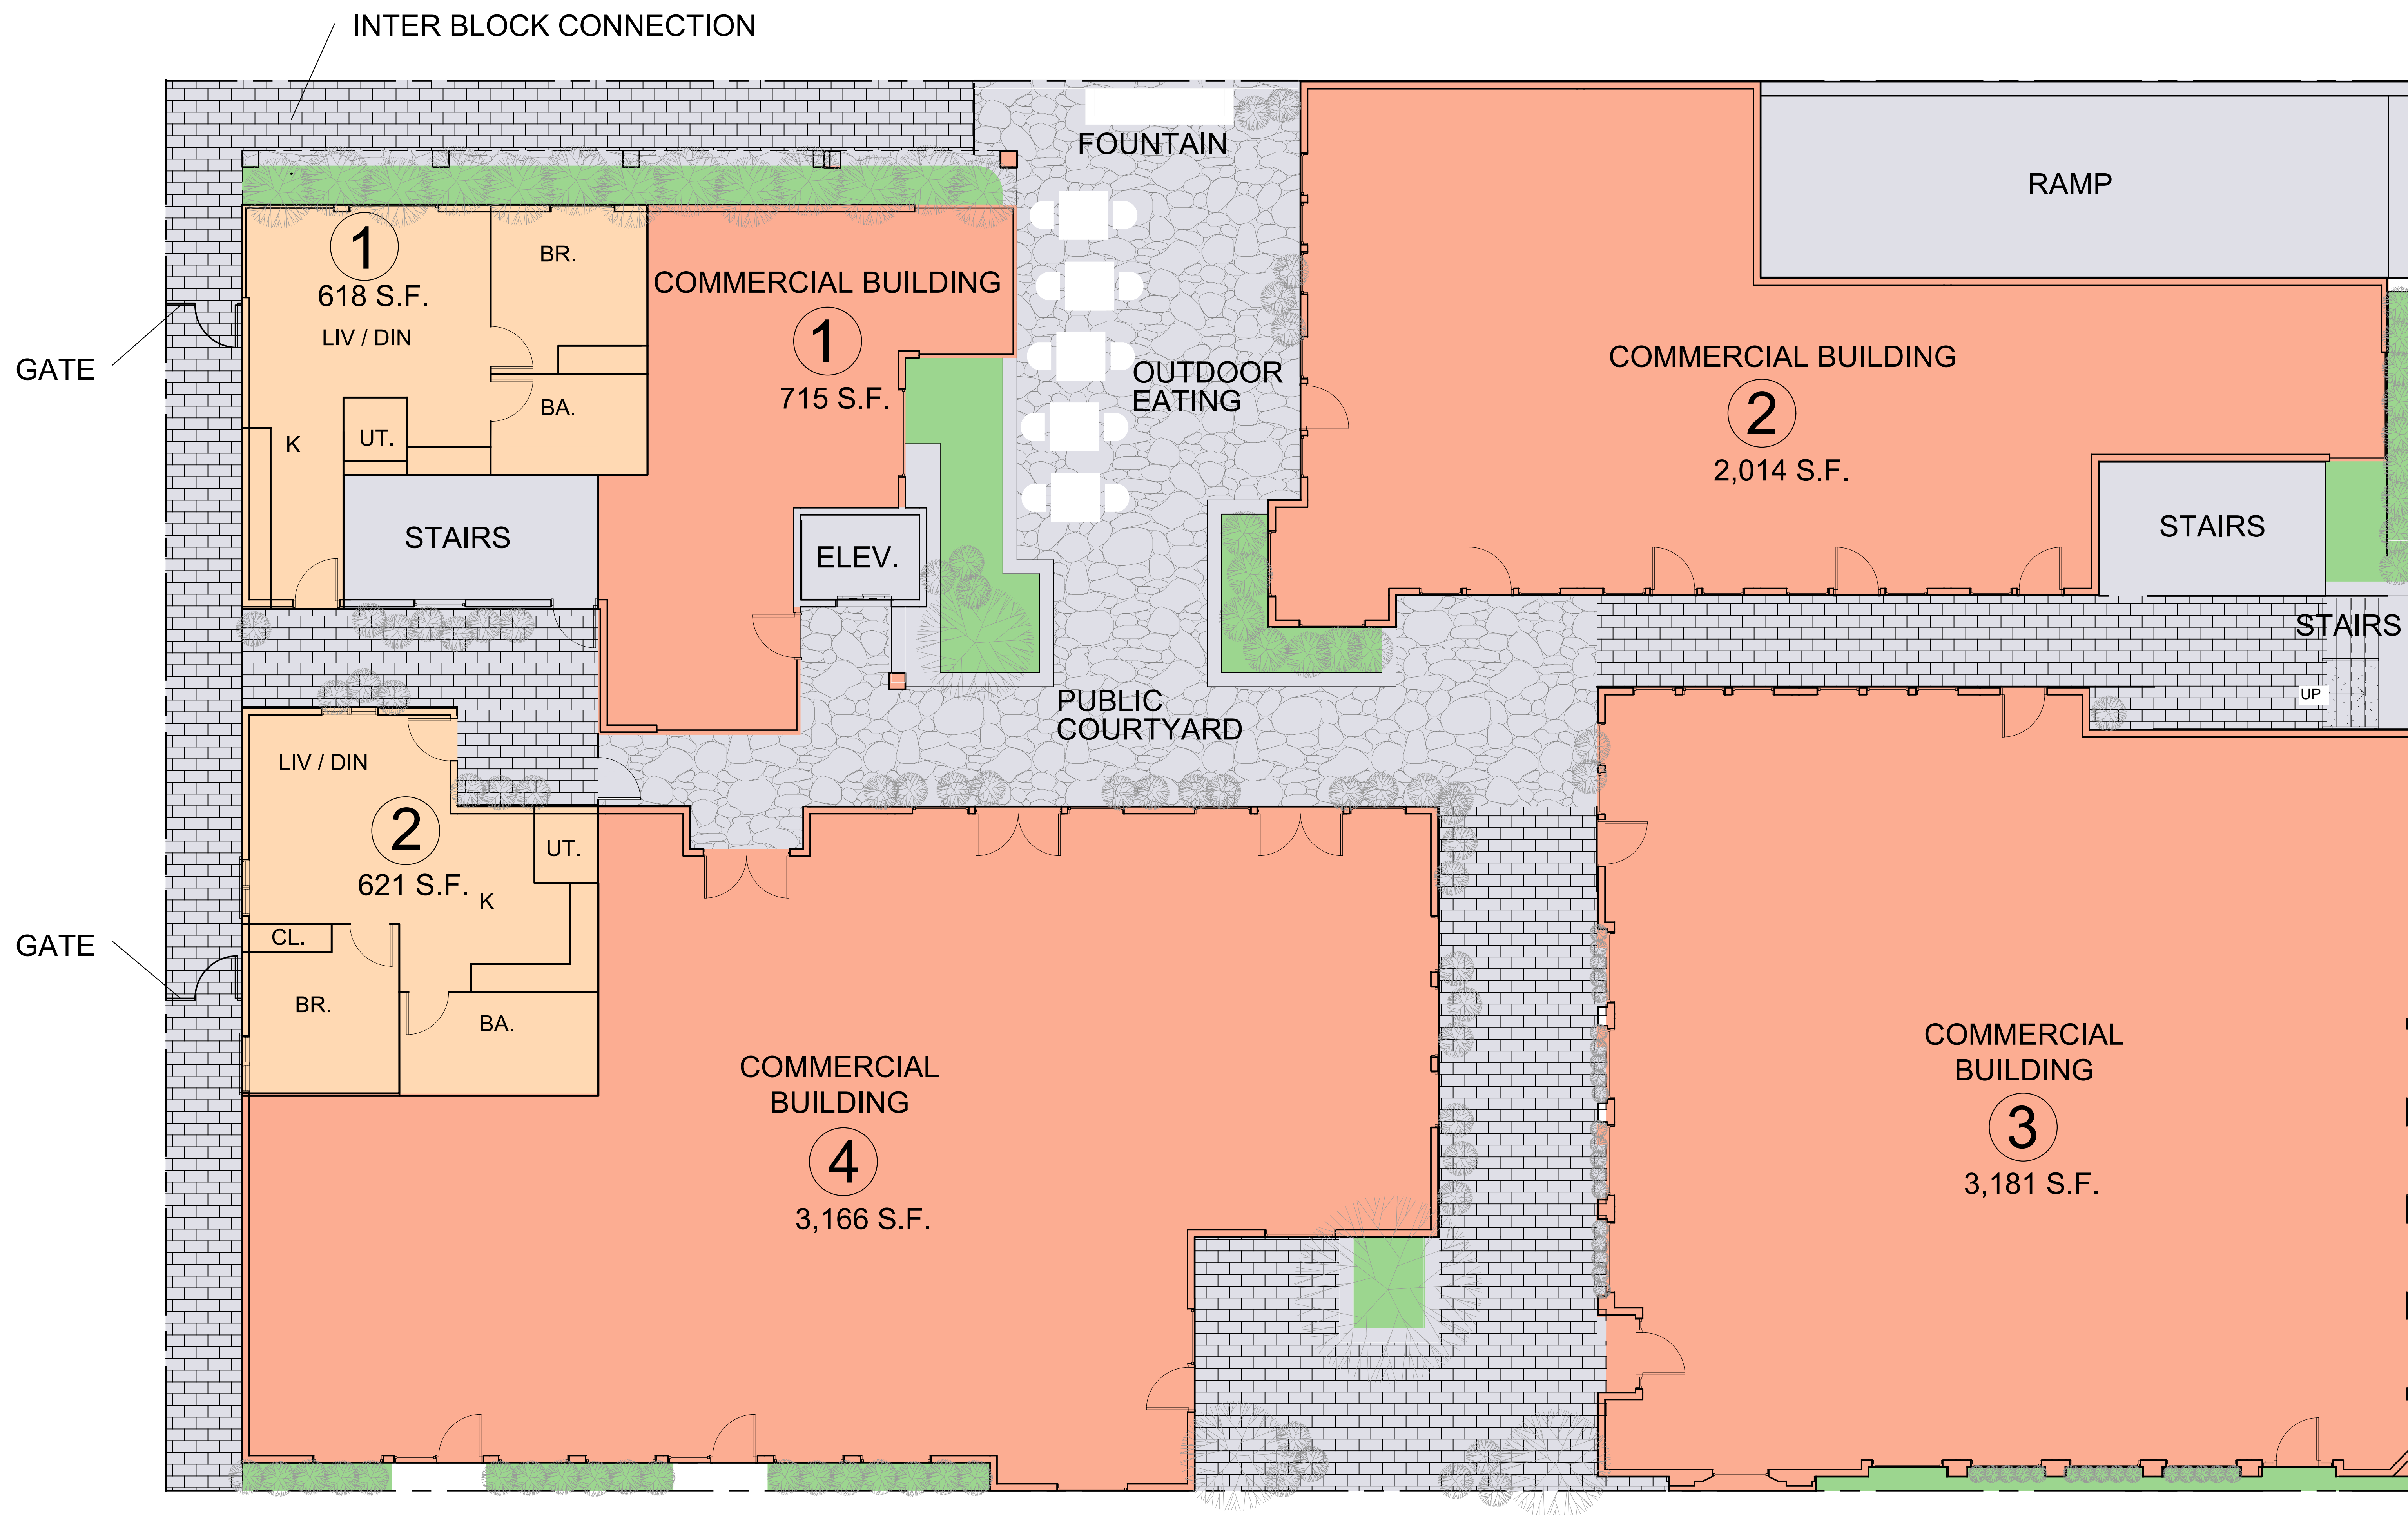 INTER BLOCK CONNECTION
FOUNTAIN
RAMP
1
618 S.F.
LIV / DIN
BR.
BA.
UT.
K
STAIRS
GATE
COMMERCIAL BUILDING
1
715 S.F.
ELEV.
OUTDOOR
EATING
COMMERCIAL BUILDING
2
2,014 S.F.
STAIRS
STAIRS
UP
PUBLIC
COURTYARD
LIV / DIN
2
621 S.F.
UT.
K
CL.
BR.
BA.
GATE
COMMERCIAL
BUILDING
4
3,166 S.F.
COMMERCIAL
BUILDING
3
3,181 S.F.